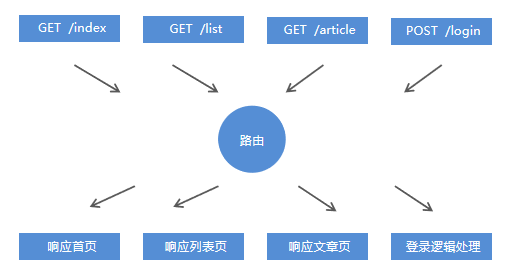 GET /index
GET /list
GET /article
POST /login
路由
响应首页
响应列表页
响应文章页
登录逻辑处理